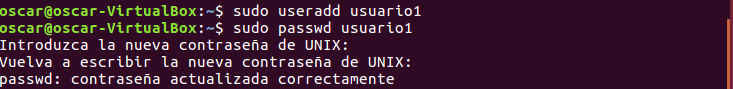 oscar@oscar-VirtualBox:~$ sudo useradd usuario1
oscar@oscar-VirtualBox:~$ sudo passwd usuario1
Introduzca la nueva contraseña de UNIX:
Vuelva a escribir la nueva contraseña de UNIX:
passwd: contraseña actualizada correctamente